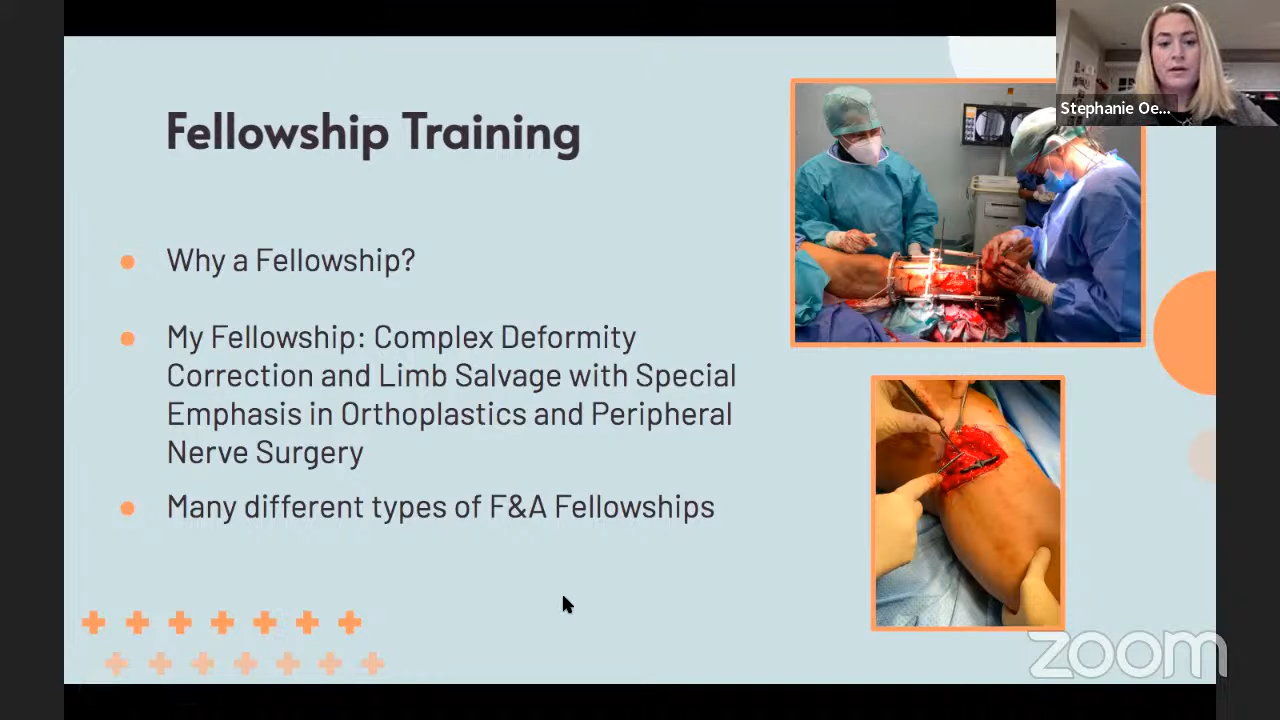 Fellowship Training
Stephanie Oe...
Why a Fellowship?
My Fellowship: Complex Deformity
Correction and Limb Salvage with Special
Emphasis in Orthoplastics and Peripheral
Nerve Surgery
Many different types of F&A Fellowships
zoom